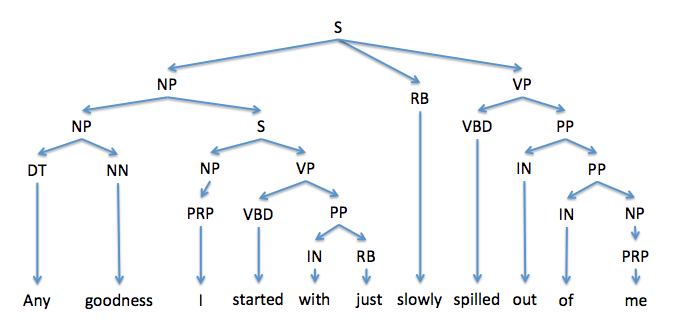 S
NP RB VP
NP S VBD PP
DT NN NP VP IN PP
PRP VBD PP IN NP
IN RB PRP
Any goodness I started with just slowly spilled out of me